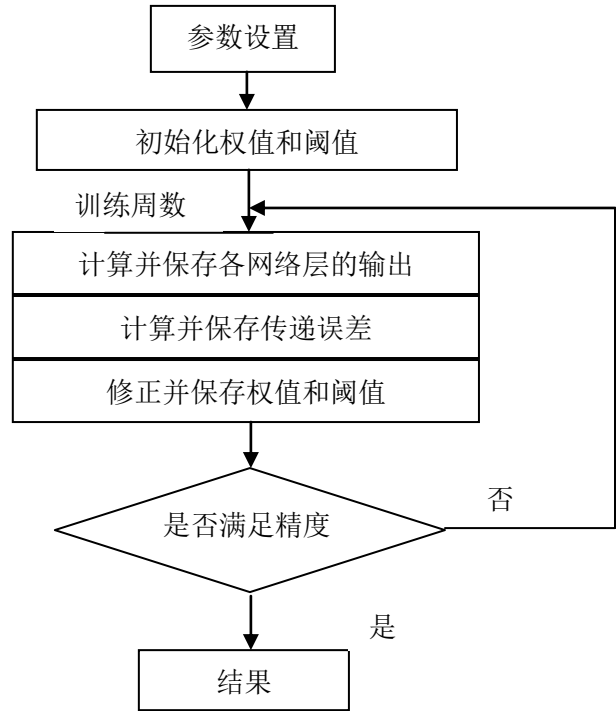 参数设置
初始化权值和阈值
训练周数
计算并保存各网络层的输出
计算并保存传递误差
修正并保存权值和阈值
是否满足精度
否
是
结果